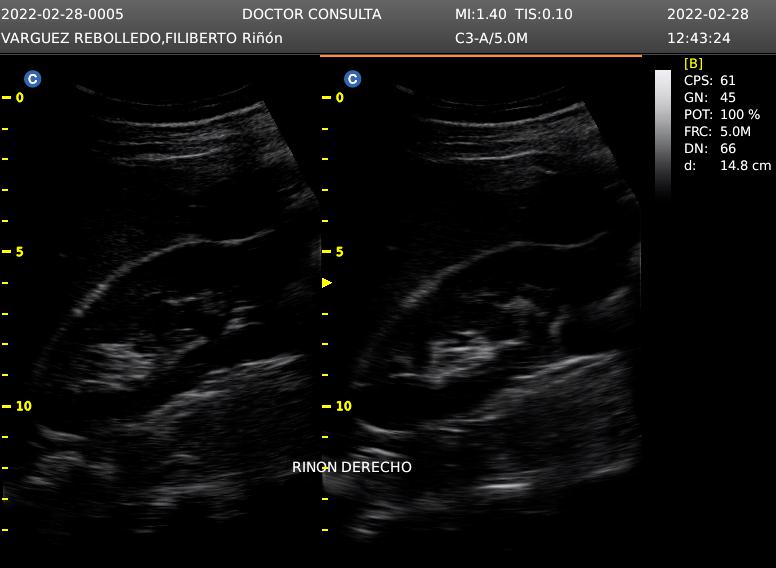 2022-02-28-0005 DOCTOR CONSULTA MI:1.40 TIS:0.10 2022-02-28
VARGUEZ REBOLLEDO,FILIBERTO Riñón C3-A/5.0M 12:43:24
[B]
C C CPS: 61
0 0 GN: 45
POT: 100 %
FRC: 5.0M
DN: 66
d: 14.8 cm
5 5
10 10
RINON DERECHO